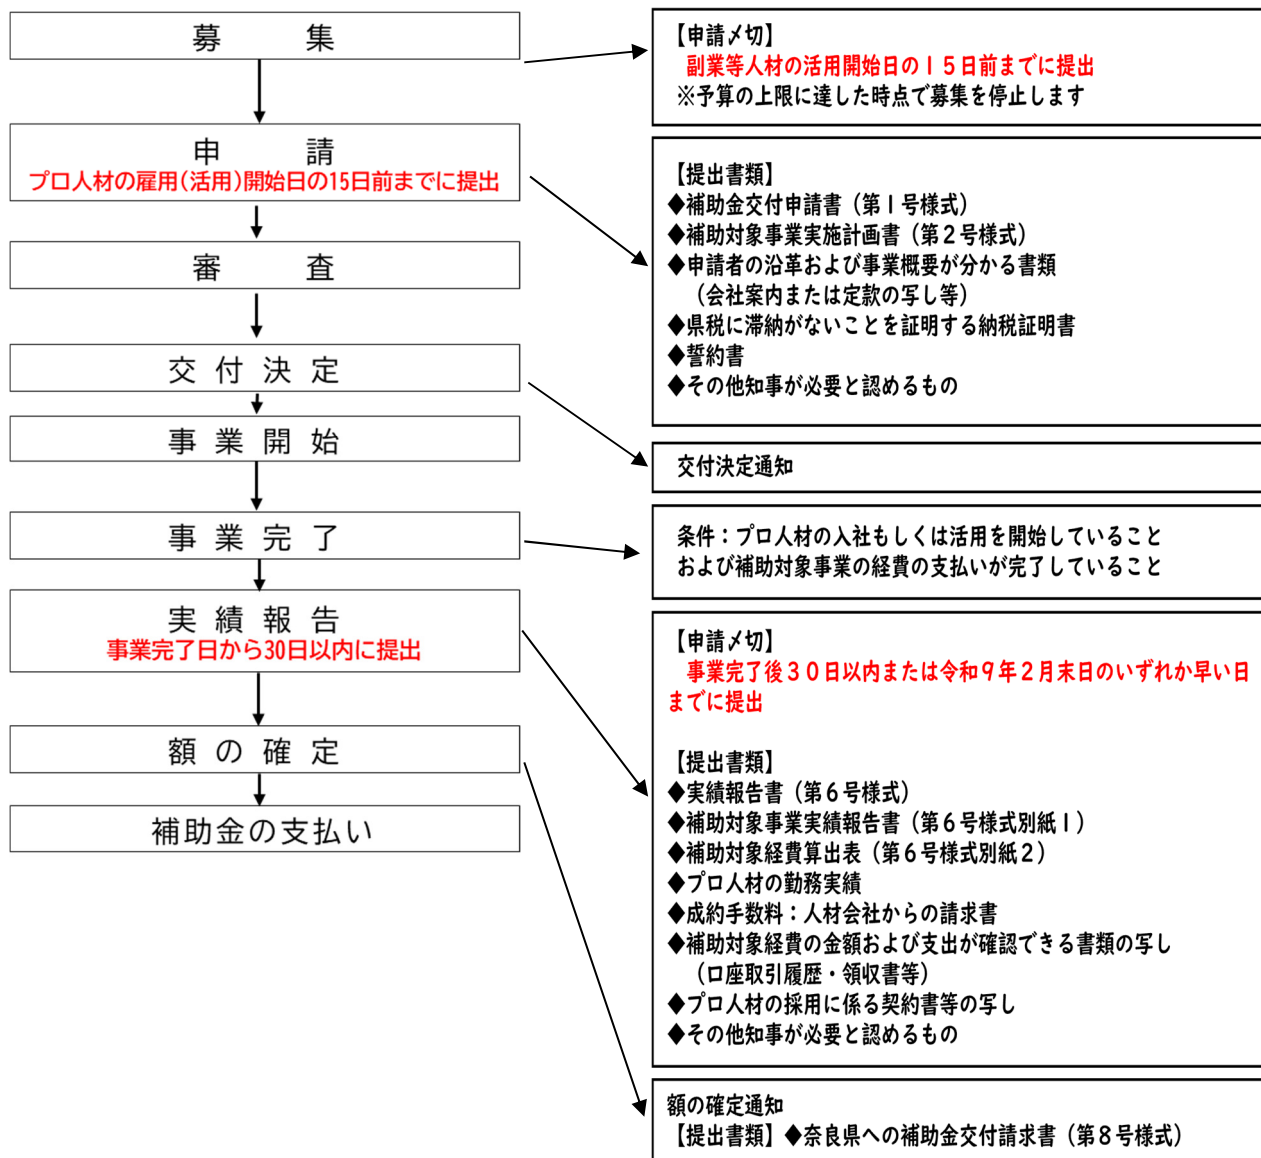 募集
申請
プロ人材の雇用(活用)開始日の15日前までに提出
審査
交付決定
事業開始
事業完了
実績報告
事業完了日から30日以内に提出
額の確定
補助金の支払い
【申請〆切】
副業等人材の活用開始日の15日前までに提出
※予算の上限に達した時点で募集を停止します
【提出書類】
◆補助金交付申請書（第1号様式）
◆補助対象事業実施計画書（第2号様式）
◆申請者の沿革および事業概要が分かる書類
（会社案内または定款の写し等）
◆県税に滞納がないことを証明する納税証明書
◆誓約書
◆その他知事が必要と認めるもの
交付決定通知
条件：プロ人材の入社もしくは活用を開始していること
および補助対象事業の経費の支払いが完了していること
【申請〆切】
事業完了後30日以内または令和9年2月末日のいずれか早い日
までに提出
【提出書類】
◆実績報告書（第6号様式）
◆補助対象事業実績報告書（第6号様式別紙1）
◆補助対象経費算出表（第6号様式別紙2）
◆プロ人材の勤務実績
◆成約手数料：人材会社からの請求書
◆補助対象経費の金額および支出が確認できる書類の写し
（口座取引履歴・領収書等）
◆プロ人材の採用に係る契約書等の写し
◆その他知事が必要と認めるもの
額の確定通知
【提出書類】◆奈良県への補助金交付請求書（第8号様式）